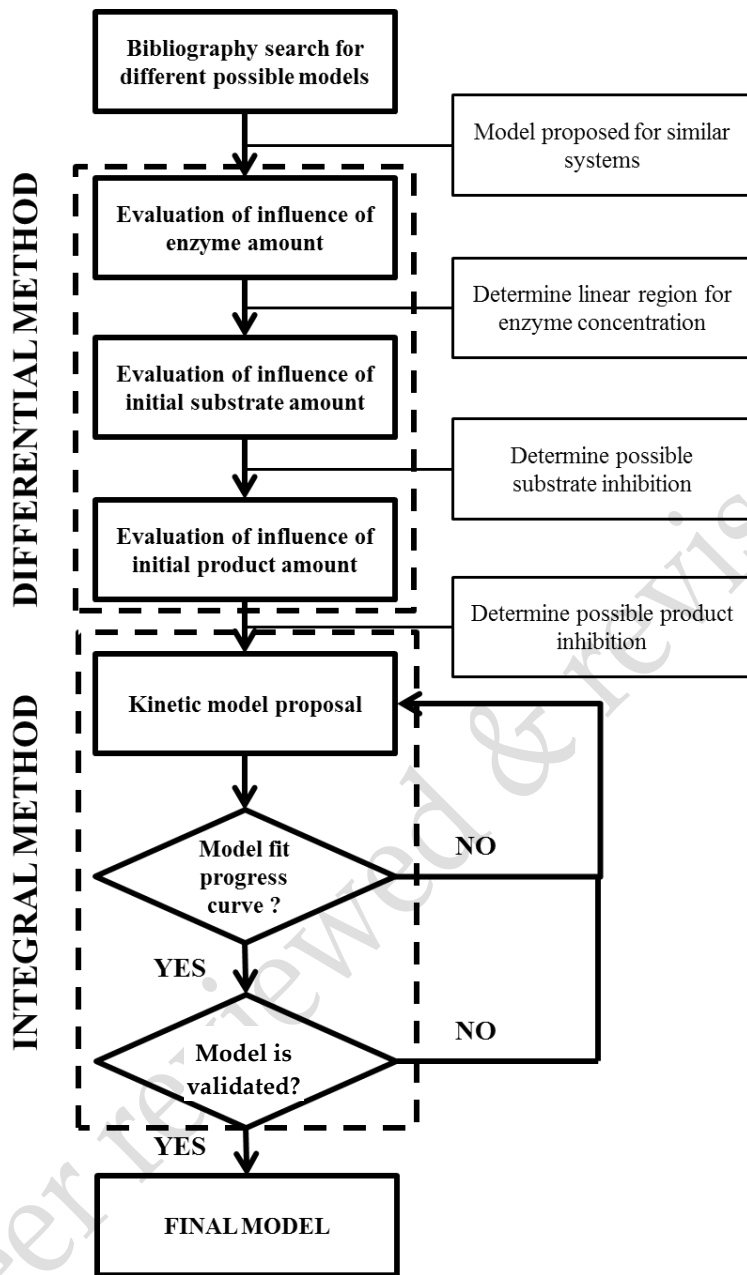 Bibliography search for
different possible models
Model proposed for similar
systems
DIFFERENTIAL METHOD
Evaluation of influence of
enzyme amount
Determine linear region for
enzyme concentration
Evaluation of influence of
initial substrate amount
Determine possible
substrate inhibition
Evaluation of influence of
initial product amount
Determine possible product
inhibition
INTEGRAL METHOD
Kinetic model proposal
Model fit
progress
curve ?
NO
YES
Model is
validated?
NO
YES
FINAL MODEL
er reviewed & revis